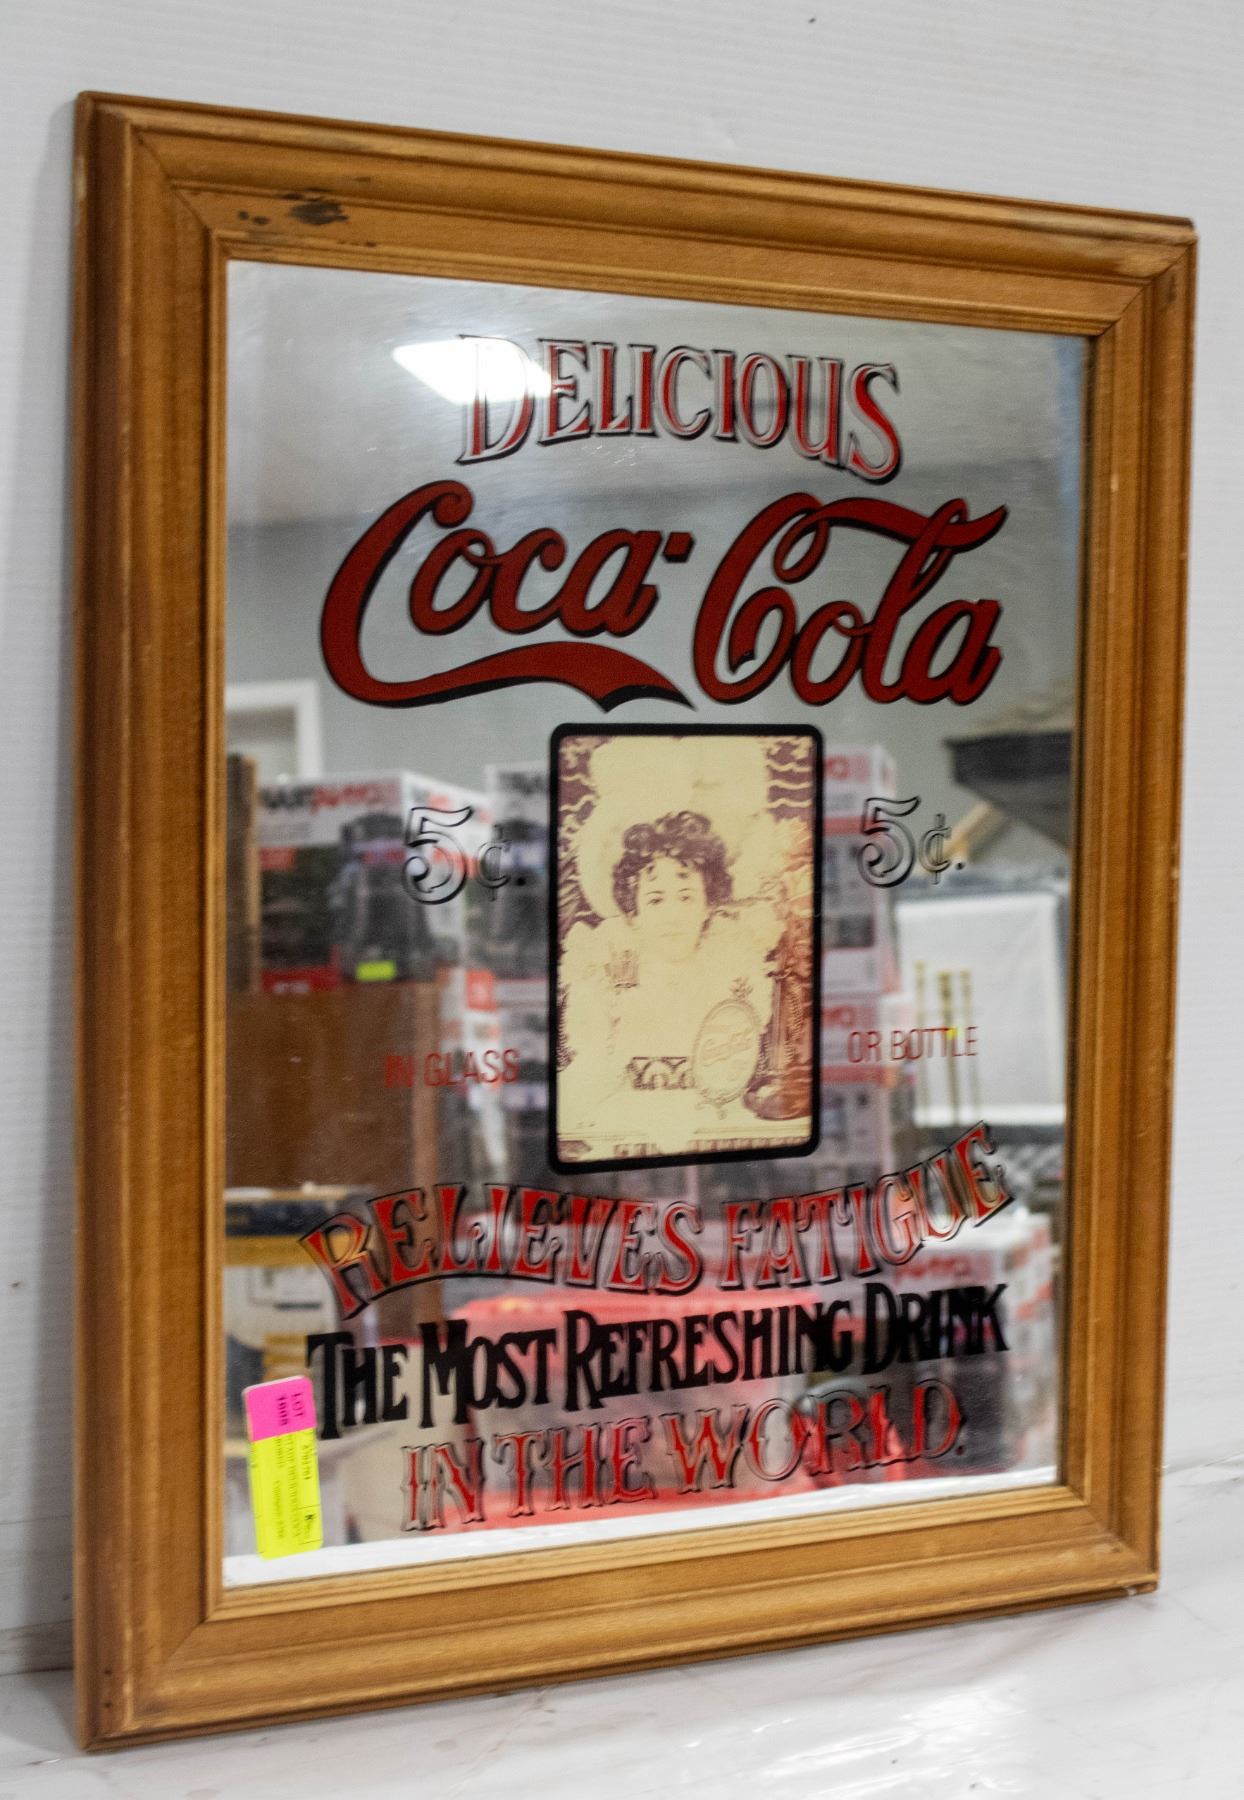 DELICIOUS
Coca-Cola
5¢. 5¢.
IN GLASS OR BOTTLE
RELIEVES FATIGUE
THE MOST REFRESHING DRINK
IN THE WORLD.
LOT